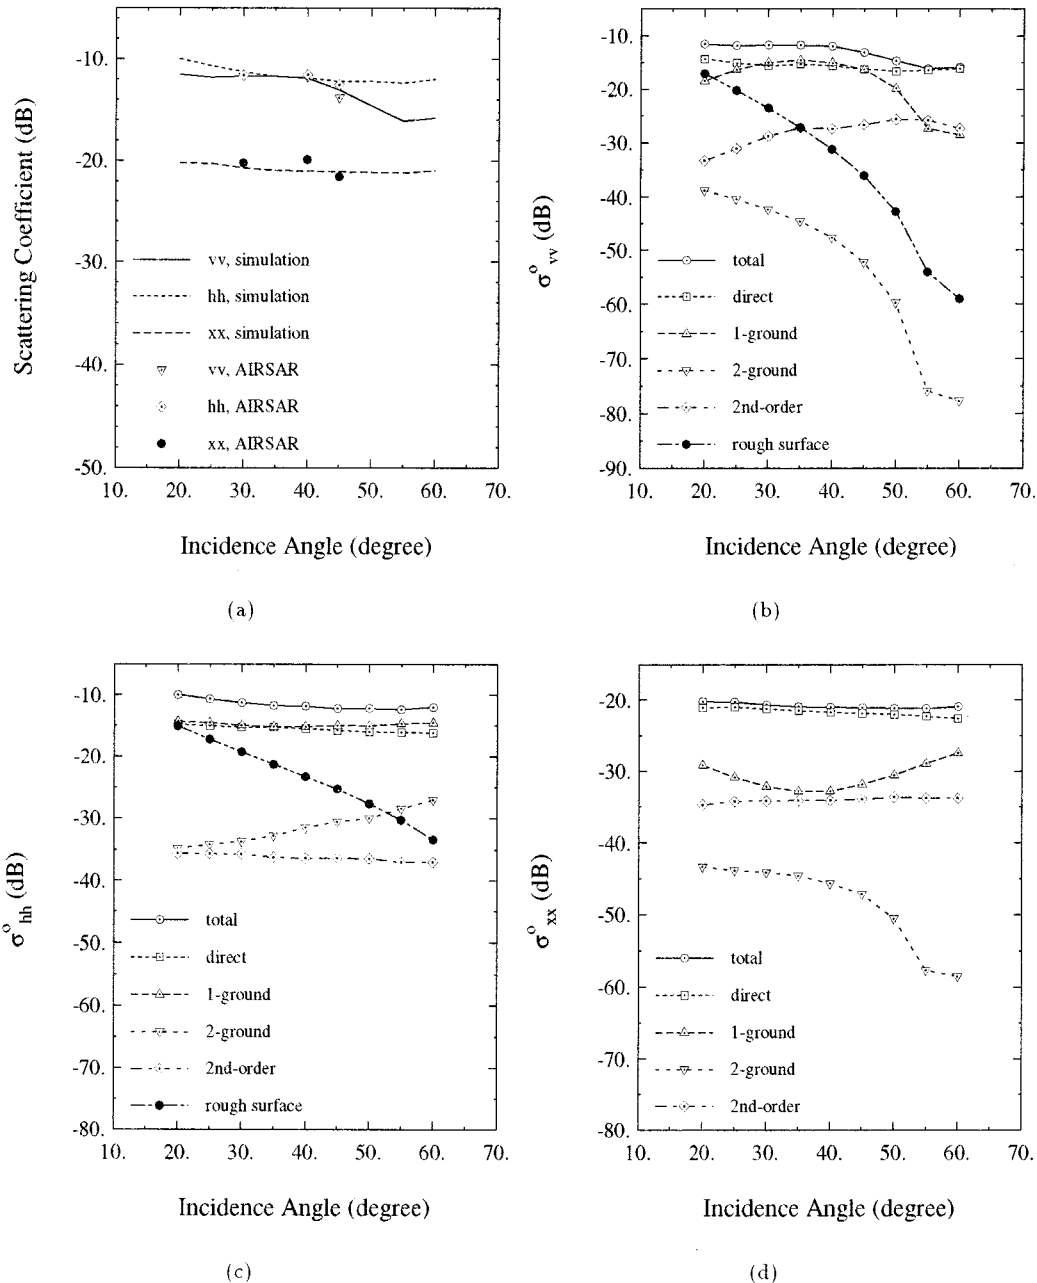 -10.
-20.
-30.
-40.
-50.
10.
20.
30.
40.
50.
60.
70.
Scattering Coefficient (dB)
vv, simulation
hh, simulation
xx, simulation
vv, AIRSAR
hh, AIRSAR
xx, AIRSAR
Incidence Angle (degree)
(a)
-10.
-20.
-30.
-40.
-50.
-60.
-70.
-80.
-90.
10.
20.
30.
40.
50.
60.
70.
σ°vv (dB)
total
direct
1-ground
2-ground
2nd-order
rough surface
Incidence Angle (degree)
(b)
-10.
-20.
-30.
-40.
-50.
-60.
-70.
-80.
10.
20.
30.
40.
50.
60.
70.
σ°hh (dB)
total
direct
1-ground
2-ground
2nd-order
rough surface
Incidence Angle (degree)
(c)
-20.
-30.
-40.
-50.
-60.
-70.
-80.
10.
20.
30.
40.
50.
60.
70.
σ°xx (dB)
total
direct
1-ground
2-ground
2nd-order
Incidence Angle (degree)
(d)